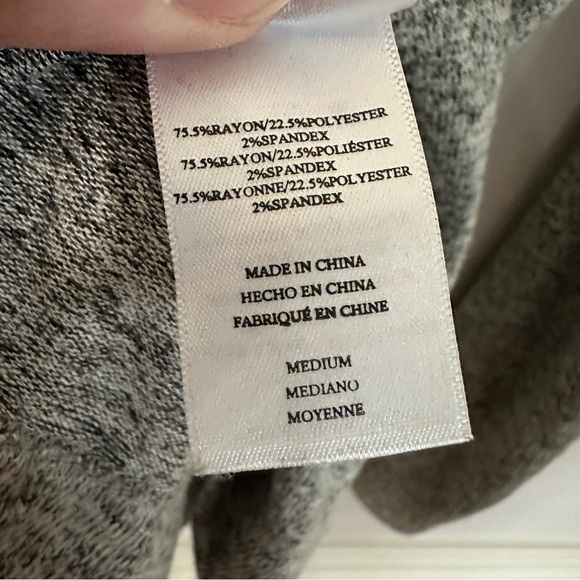 75.5%RAYON/22.5%POLYESTER
2%SPANDEX
75.5%RAYON/22.5%POLIÈSTER
2%SPANDEX
75.5%RAYONNE/22.5%POLYESTER
2%SPANDEX
MADE IN CHINA
HECHO EN CHINA
FABRIQUÉ EN CHINE
MEDIUM
MEDIANO
MOYENNE